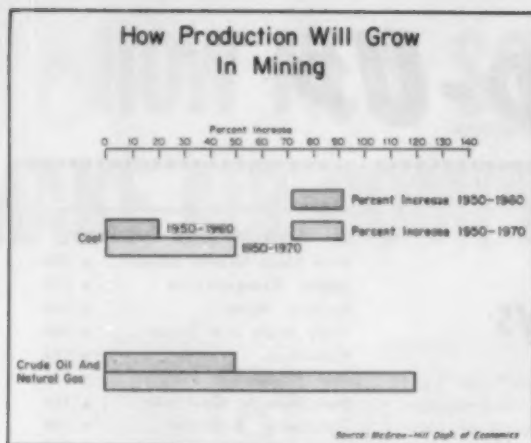 How Production Will Grow
In Mining
Percent Increase
0 10 20 30 40 50 60 70 80 90 100 110 120 130 140
Percent Increase 1950-1960
Coal
1950-1960
Percent Increase 1950-1970
1950-1970
Crude Oil And
Natural Gas
Source: McGraw-Hill Dept. of Economics